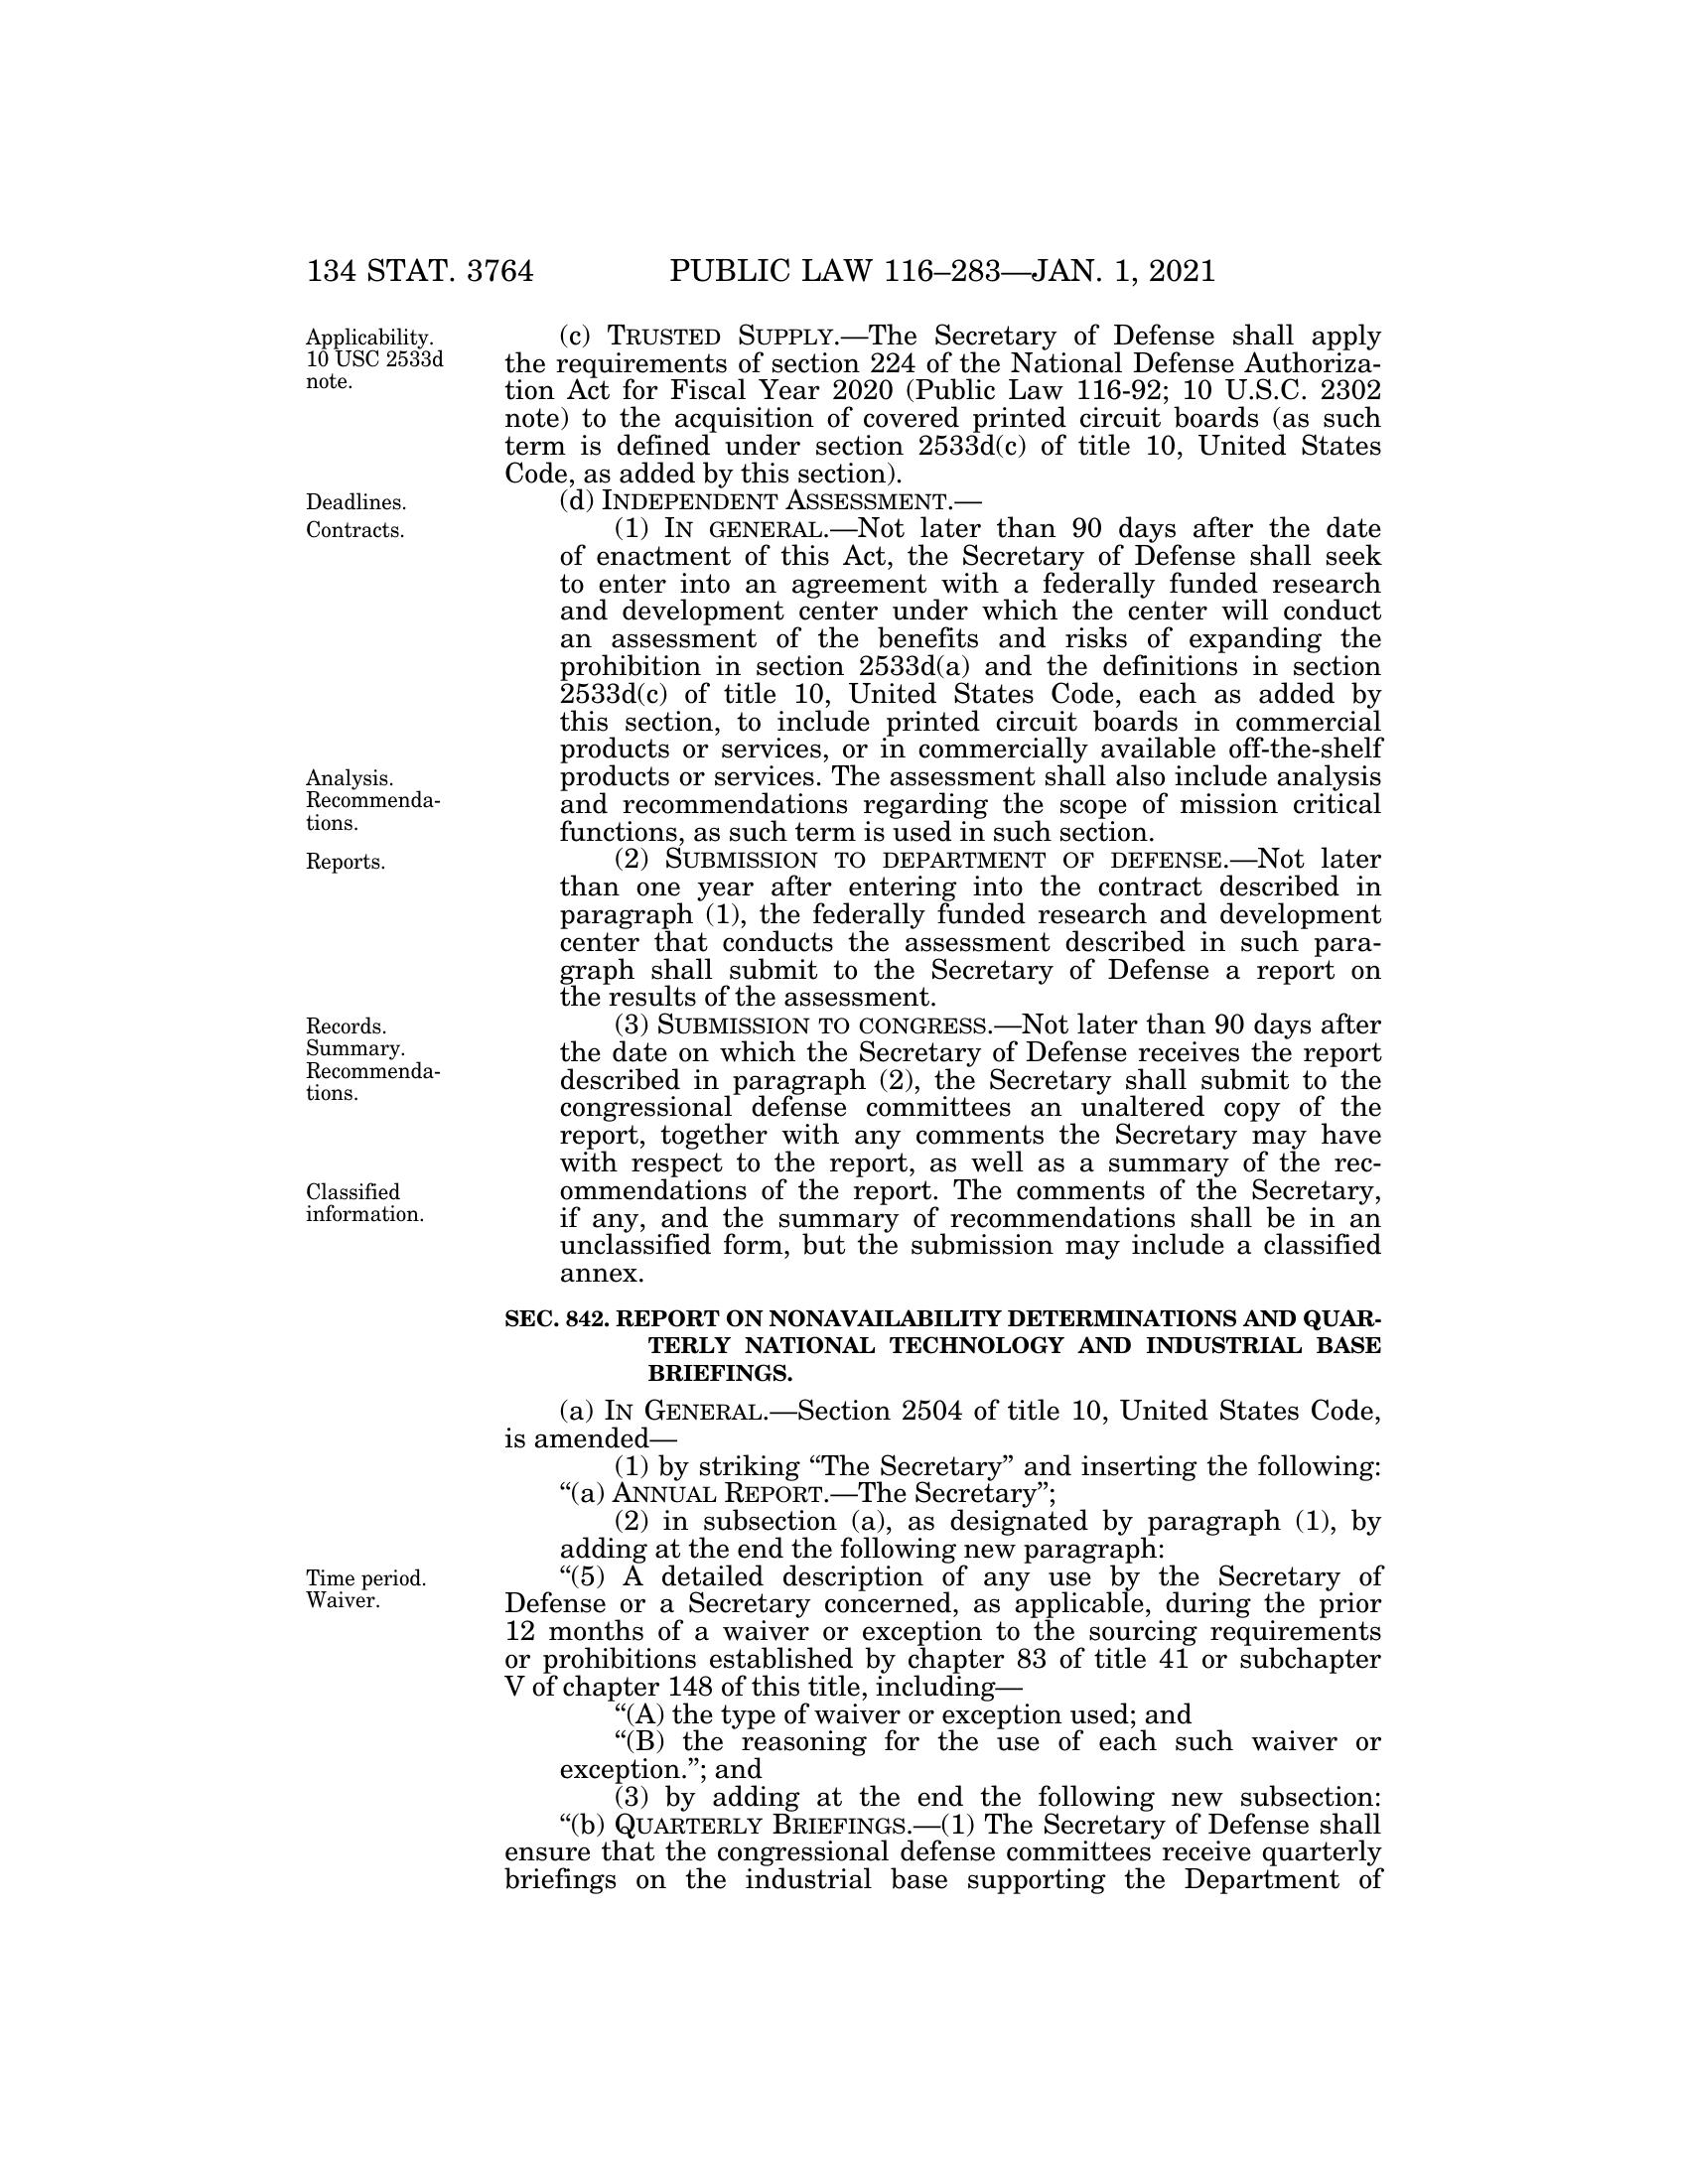 134 STAT. 3764
PUBLIC LAW 116–283—JAN. 1, 2021
Applicability.
10 USC 2533d
note.
(c) TRUSTED SUPPLY.—The Secretary of Defense shall apply
the requirements of section 224 of the National Defense Authoriza-
tion Act for Fiscal Year 2020 (Public Law 116-92; 10 U.S.C. 2302
note) to the acquisition of covered printed circuit boards (as such
term is defined under section 2533d(c) of title 10, United States
Code, as added by this section).
Deadlines.
(d) INDEPENDENT ASSESSMENT.—
Contracts.
(1) IN GENERAL.—Not later than 90 days after the date
of enactment of this Act, the Secretary of Defense shall seek
to enter into an agreement with a federally funded research
and development center under which the center will conduct
an assessment of the benefits and risks of expanding the
prohibition in section 2533d(a) and the definitions in section
2533d(c) of title 10, United States Code, each as added by
this section, to include printed circuit boards in commercial
products or services, or in commercially available off-the-shelf
Analysis.
Recommenda-
tions.
products or services. The assessment shall also include analysis
and recommendations regarding the scope of mission critical
functions, as such term is used in such section.
Reports.
(2) SUBMISSION TO DEPARTMENT OF DEFENSE.—Not later
than one year after entering into the contract described in
paragraph (1), the federally funded research and development
center that conducts the assessment described in such para-
graph shall submit to the Secretary of Defense a report on
the results of the assessment.
Records.
Summary.
Recommenda-
tions.
(3) SUBMISSION TO CONGRESS.—Not later than 90 days after
the date on which the Secretary of Defense receives the report
described in paragraph (2), the Secretary shall submit to the
congressional defense committees an unaltered copy of the
report, together with any comments the Secretary may have
with respect to the report, as well as a summary of the rec-
Classified
information.
ommendations of the report. The comments of the Secretary,
if any, and the summary of recommendations shall be in an
unclassified form, but the submission may include a classified
annex.
SEC. 842. REPORT ON NONAVAILABILITY DETERMINATIONS AND QUAR-
TERLY NATIONAL TECHNOLOGY AND INDUSTRIAL BASE
BRIEFINGS.
(a) IN GENERAL.—Section 2504 of title 10, United States Code,
is amended—
(1) by striking “The Secretary” and inserting the following:
“(a) ANNUAL REPORT.—The Secretary”;
(2) in subsection (a), as designated by paragraph (1), by
adding at the end the following new paragraph:
Time period.
Waiver.
“(5) A detailed description of any use by the Secretary of
Defense or a Secretary concerned, as applicable, during the prior
12 months of a waiver or exception to the sourcing requirements
or prohibitions established by chapter 83 of title 41 or subchapter
V of chapter 148 of this title, including—
“(A) the type of waiver or exception used; and
“(B) the reasoning for the use of each such waiver or
exception.”; and
(3) by adding at the end the following new subsection:
“(b) QUARTERLY BRIEFINGS.—(1) The Secretary of Defense shall
ensure that the congressional defense committees receive quarterly
briefings on the industrial base supporting the Department of